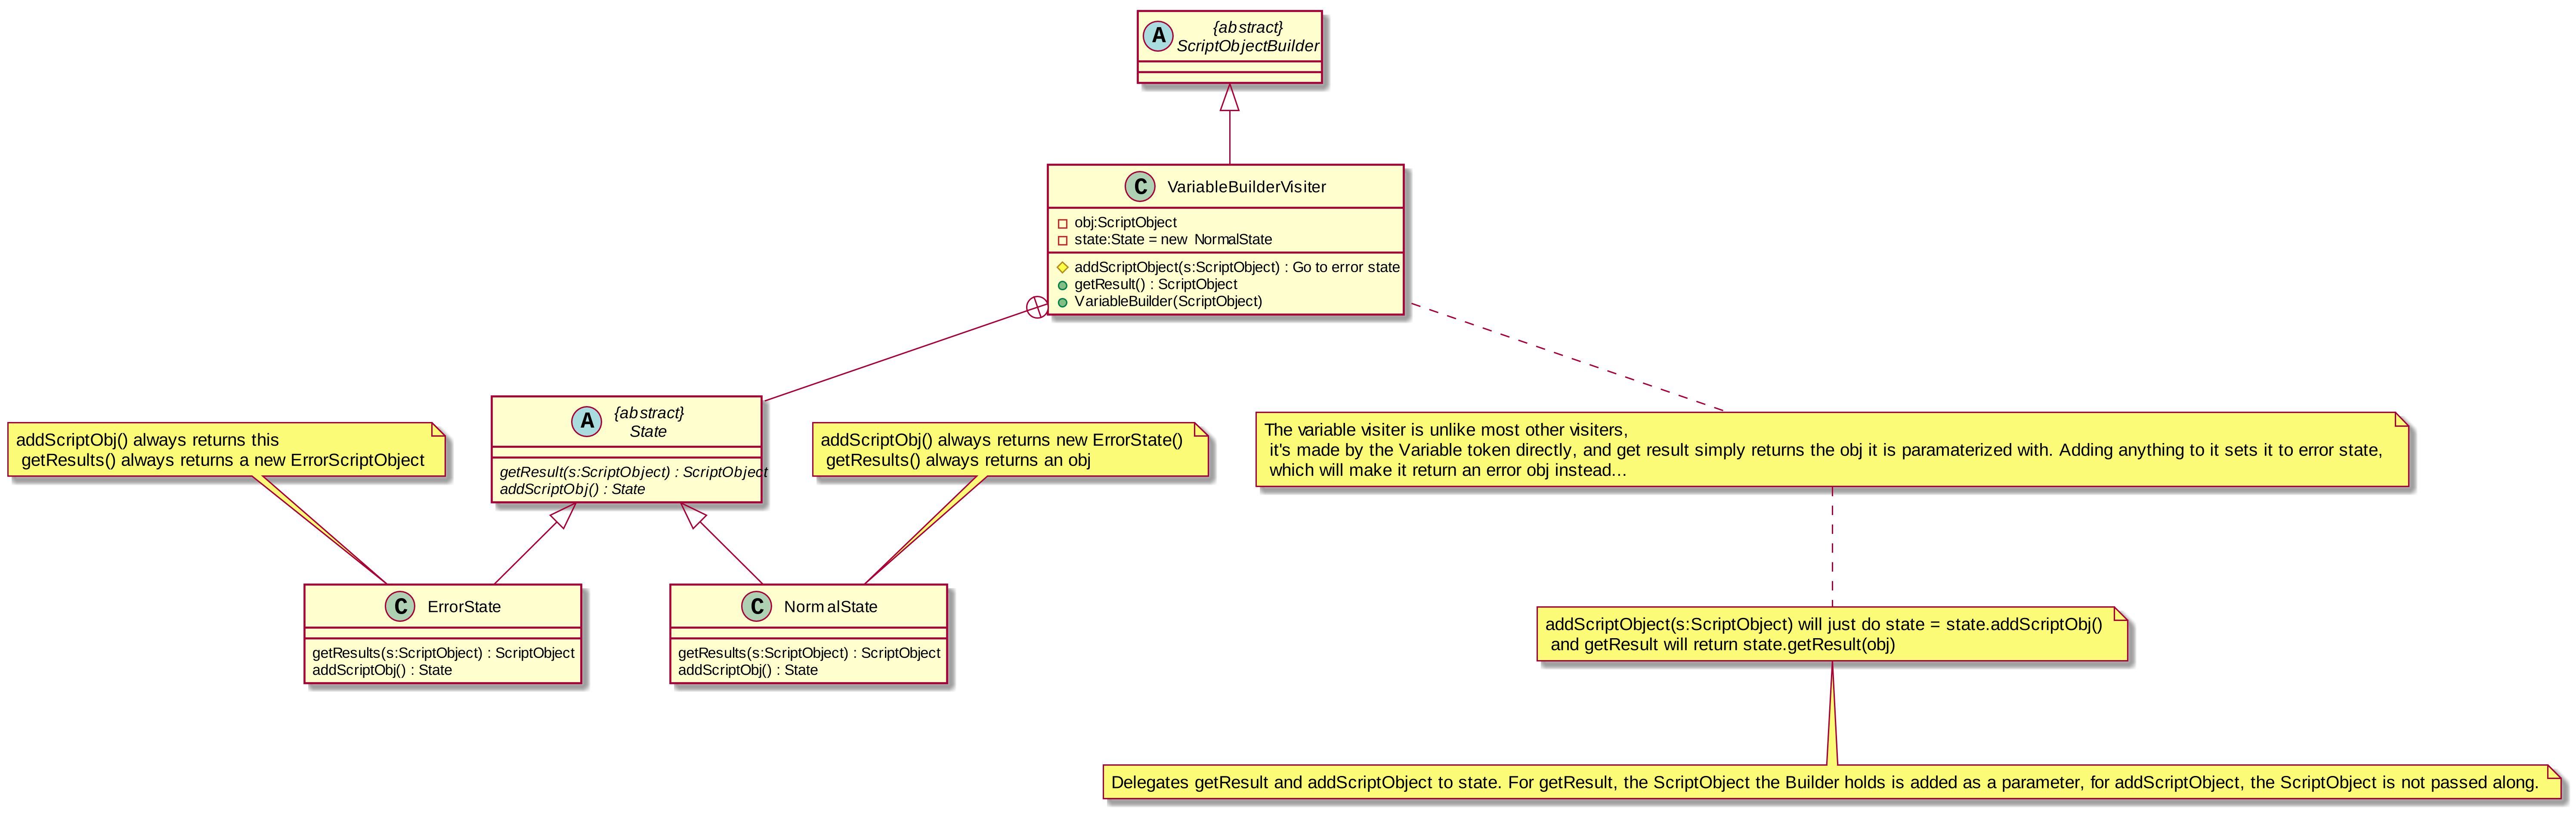 A
{abstract}
ScriptObjectBuilder
C
VariableBuilderVisiter
obj:ScriptObject
state:State = new NormalState
addScriptObject(s:ScriptObject) : Go to error state
getResult() : ScriptObject
VariableBuilder(ScriptObject)
addScriptObj() always returns this
getResults() always returns a new ErrorScriptObject
A
{abstract}
State
getResult(s:ScriptObject) : ScriptObject
addScriptObj() : State
addScriptObj() always returns new ErrorState()
getResults() always returns an obj
The variable visiter is unlike most other visiters,
it's made by the Variable token directly, and get result simply returns the obj it is paramaterized with. Adding anything to it sets it to error state,
which will make it return an error obj instead...
C
ErrorState
getResults(s:ScriptObject) : ScriptObject
addScriptObj() : State
C
NormalState
getResults(s:ScriptObject) : ScriptObject
addScriptObj() : State
addScriptObject(s:ScriptObject) will just do state = state.addScriptObj()
and getResult will return state.getResult(obj)
Delegates getResult and addScriptObject to state. For getResult, the ScriptObject the Builder holds is added as a parameter, for addScriptObject, the ScriptObject is not passed along.